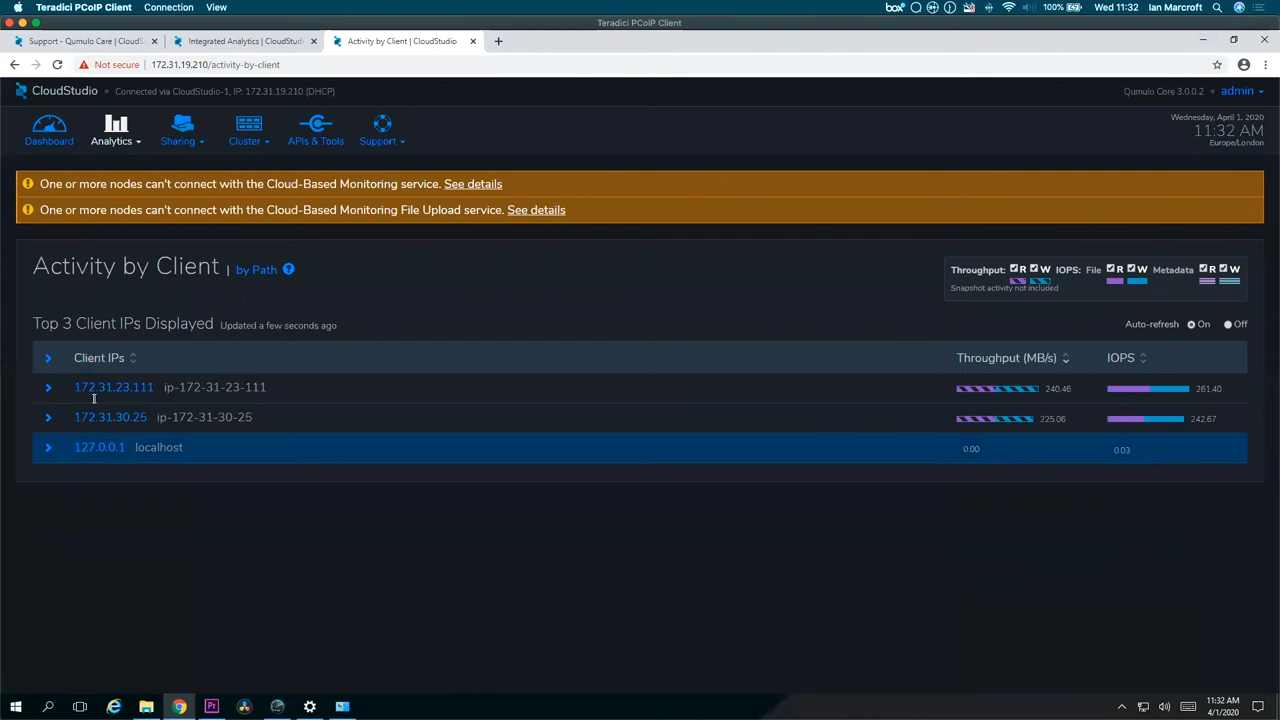 Teradici PCoIP Client Connection View box 100% Wed 11:32 Ian Marcroft
Teradici PCoIP Client
Support - Qumulo Care | CloudS Integrated Analytics | CloudStudi Activity by Client | CloudStudio
Not secure 172.31.19.210/activity-by-client
CloudStudio Connected via CloudStudio-1, IP: 172.31.19.210 (DHCP) Qumulo Core 3.0.0.2 • admin
Dashboard Analytics Sharing Cluster APIs & Tools Support
Wednesday, April 1, 2020
11:32 AM
Europe/London
One or more nodes can't connect with the Cloud-Based Monitoring service. See details
One or more nodes can't connect with the Cloud-Based Monitoring File Upload service. See details
Activity by Client | by Path ?
Throughput: R W IOPS: File R W Metadata R W
Snapshot activity not included
Top 3 Client IPs Displayed Updated a few seconds ago Auto-refresh On Off
Client IPs Throughput (MB/s) IOPS
172.31.23.111 ip-172-31-23-111 240.46 261.40
172.31.30.25 ip-172-31-30-25 225.06 242.67
127.0.0.1 localhost 0.00 0.03
Pr
11:32 AM
4/1/2020